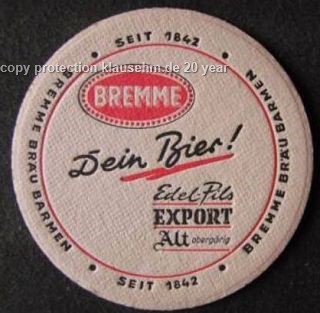 SEIT 1842
copy protection klausehm.de 20 year
BREMME BRÄU BARMEN
BREMME
Dein Bier!
Edel-Pils
EXPORT
Alt obergärig
BREMME BRÄU BARMEN
SEIT 1842